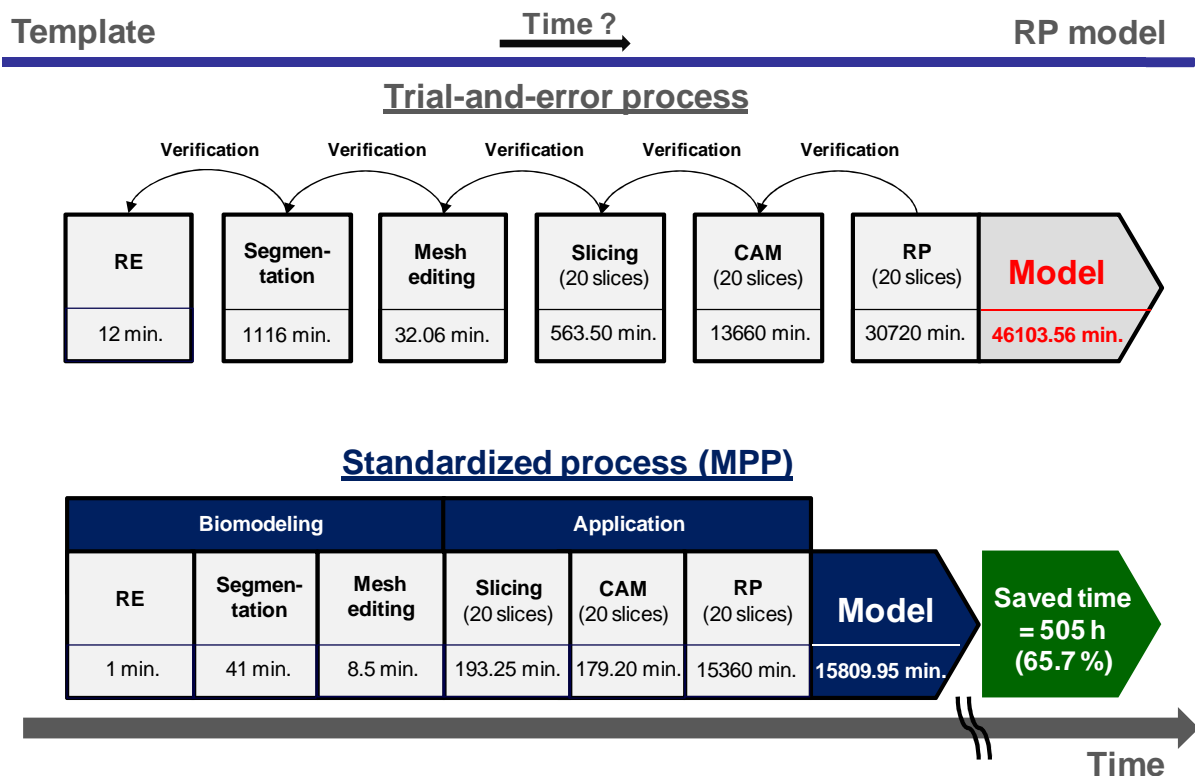 Template
Time ?
RP model
Trial-and-error process
Verification
Verification
Verification
Verification
Verification
RE
12 min.
Segmen-
tation
1116 min.
Mesh
editing
32.06 min.
Slicing
(20 slices)
563.50 min.
CAM
(20 slices)
13660 min.
RP
(20 slices)
30720 min.
Model
46103.56 min.
Standardized process (MPP)
Biomodeling
Application
RE
1 min.
Segmen-
tation
41 min.
Mesh
editing
8.5 min.
Slicing
(20 slices)
193.25 min.
CAM
(20 slices)
179.20 min.
RP
(20 slices)
15360 min.
Model
15809.95 min.
Saved time
= 505 h
(65.7 %)
Time